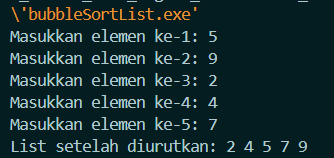 \'bubbleSortList.exe'
Masukkan elemen ke-1: 5
Masukkan elemen ke-2: 9
Masukkan elemen ke-3: 2
Masukkan elemen ke-4: 4
Masukkan elemen ke-5: 7
List setelah diurutkan: 2 4 5 7 9